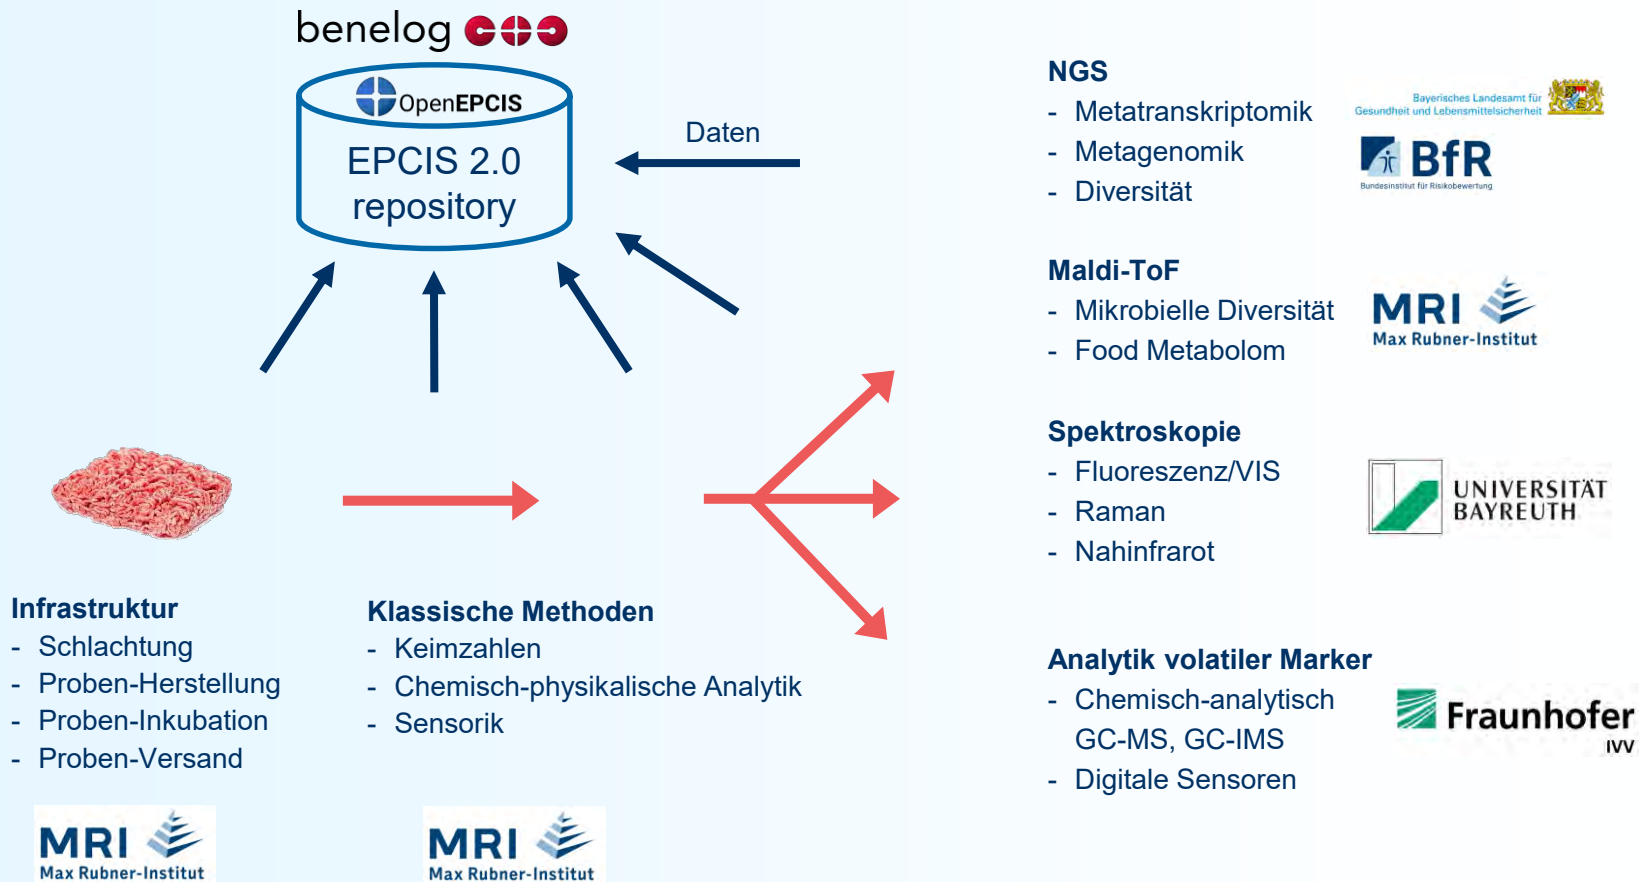 benelog
OpenEPCIS
EPCIS 2.0
repository
Daten
NGS
- Metatranskriptomik
- Metagenomik
- Diversität
Bayerisches Landesamt für
Gesundheit und Lebensmittelsicherheit
BfR
Bundesinstitut für Risikobewertung
Maldi-ToF
- Mikrobielle Diversität
- Food Metabolom
MRI
Max Rubner-Institut
Spektroskopie
- Fluoreszenz/VIS
- Raman
- Nahinfrarot
UNIVERSITÄT
BAYREUTH
Infrastruktur
- Schlachtung
- Proben-Herstellung
- Proben-Inkubation
- Proben-Versand
MRI
Max Rubner-Institut
Klassische Methoden
- Keimzahlen
- Chemisch-physikalische Analytik
- Sensorik
MRI
Max Rubner-Institut
Analytik volatiler Marker
- Chemisch-analytisch
GC-MS, GC-IMS
- Digitale Sensoren
Fraunhofer
IVV